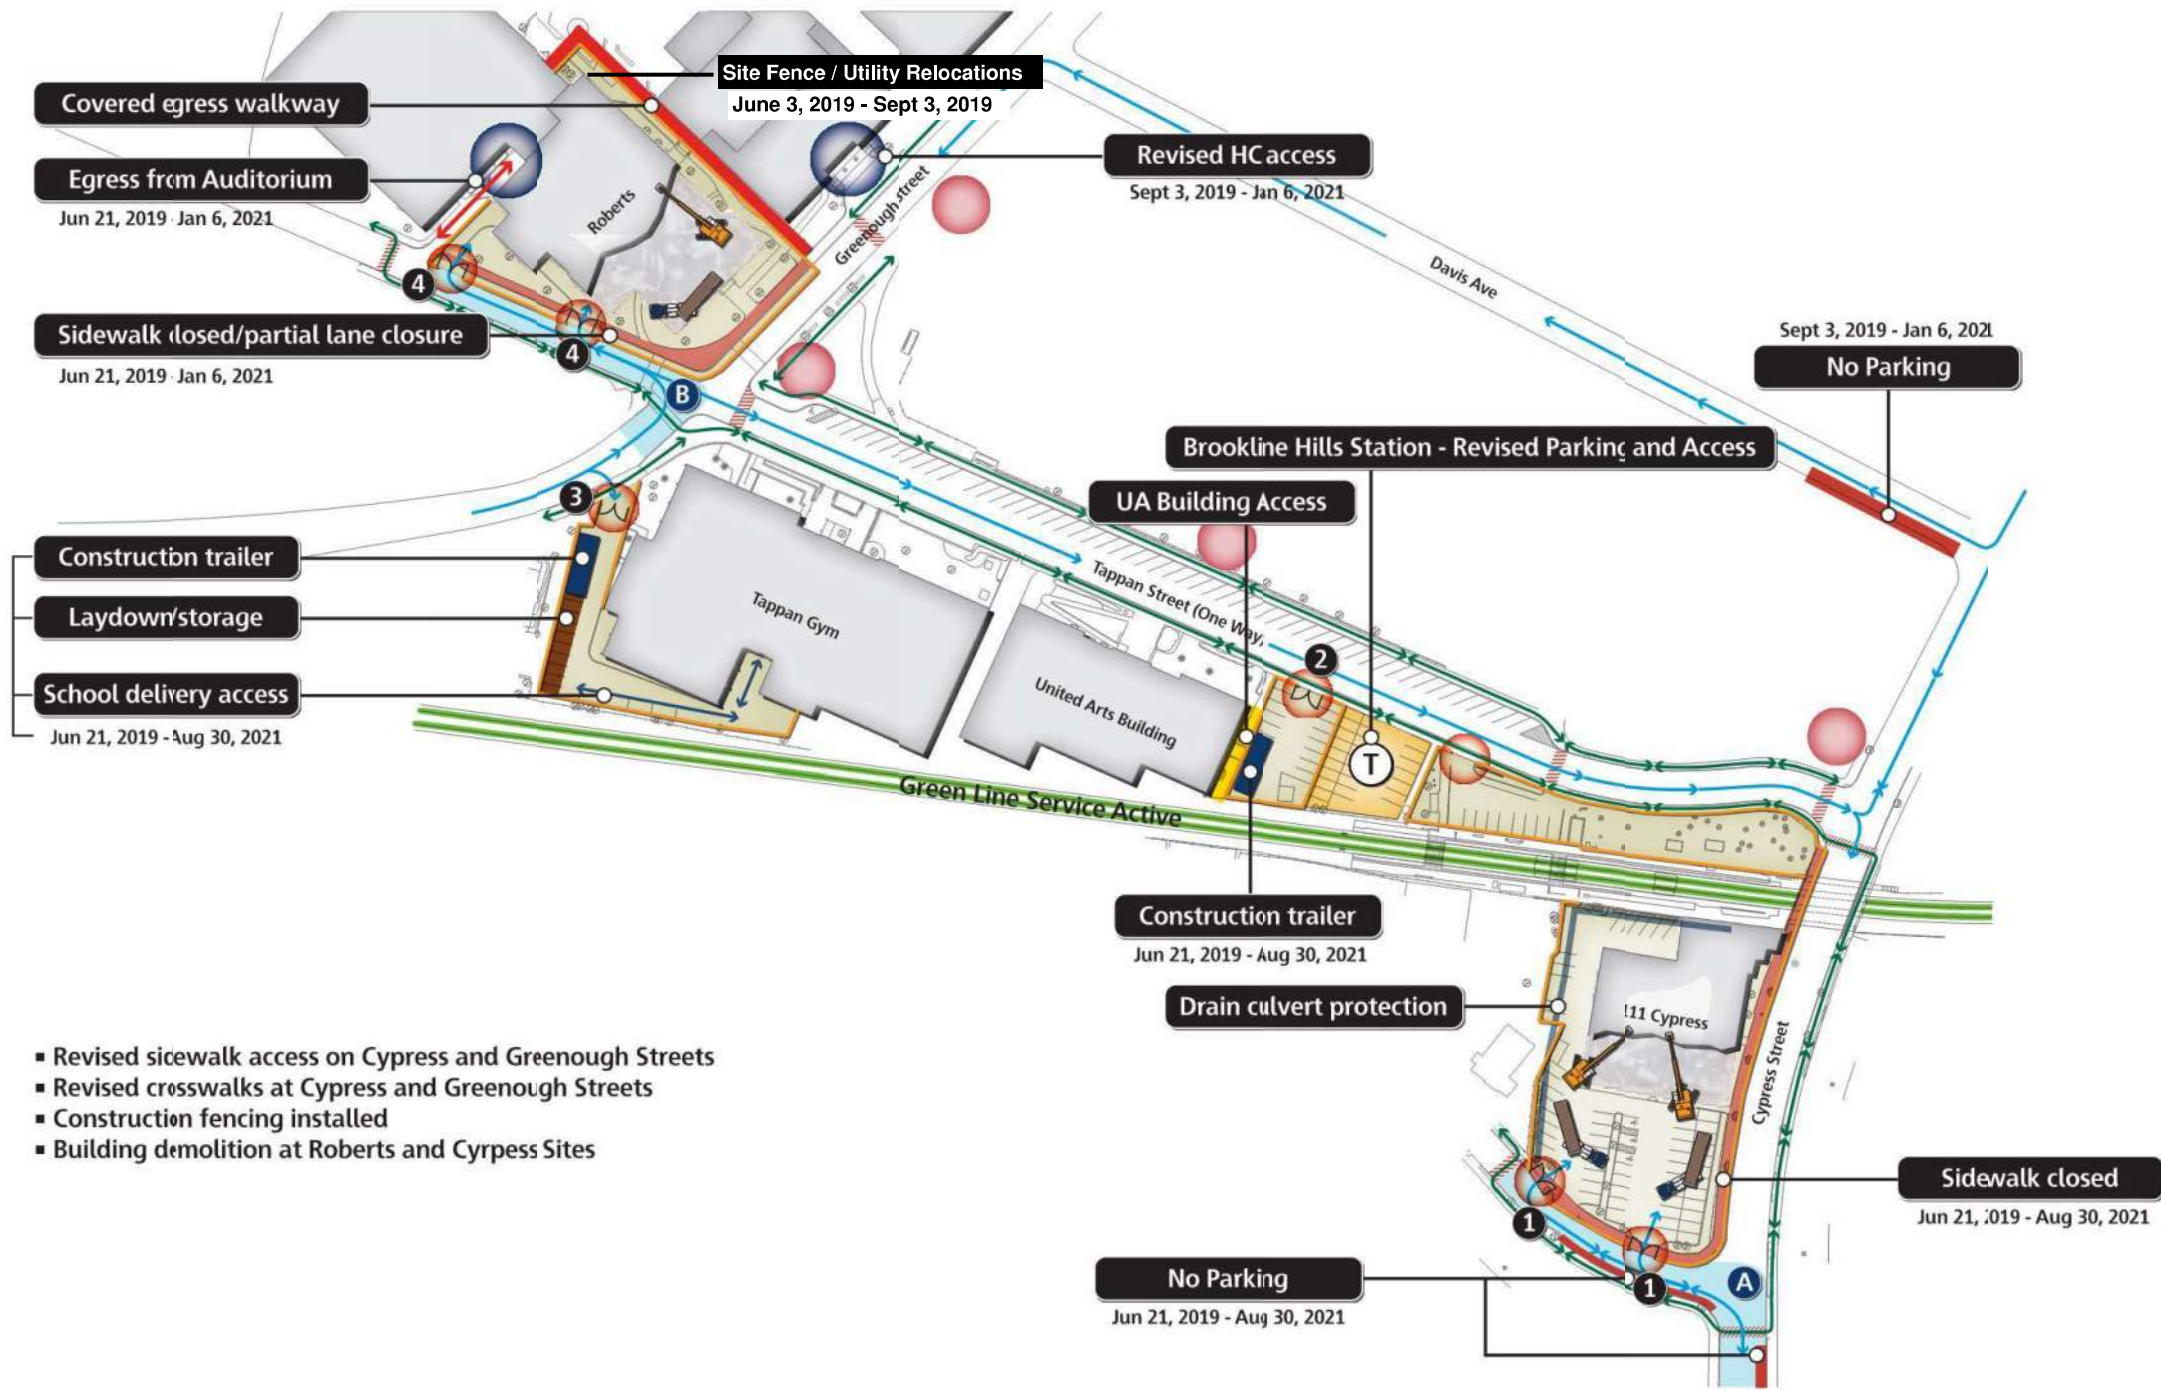 Site Fence / Utility Relocations
June 3, 2019 - Sept 3, 2019
Covered egress walkway
Egress from Auditorium
Jun 21, 2019 Jan 6, 2021
Revised HC access
Sept 3, 2019 - Jan 6, 2021
Roberts
Greenough street
Davis Ave
4
Sidewalk closed/partial lane closure
Jun 21, 2019 Jan 6, 2021
4
B
Sept 3, 2019 - Jan 6, 2021
No Parking
Brookline Hills Station - Revised Parking and Access
UA Building Access
3
Construction trailer
Laydown/storage
School delivery access
Jun 21, 2019 - Aug 30, 2021
Tappan Gym
Tappan Street (One Way)
2
United Arts Building
T
Green Line Service Active
Construction trailer
Jun 21, 2019 - Aug 30, 2021
Drain culvert protection
111 Cypress
Cypress Street
▪ Revised sidewalk access on Cypress and Greenough Streets
▪ Revised crosswalks at Cypress and Greenough Streets
▪ Construction fencing installed
▪ Building demolition at Roberts and Cyrpess Sites
Sidewalk closed
Jun 21, 2019 - Aug 30, 2021
1
1
A
No Parking
Jun 21, 2019 - Aug 30, 2021